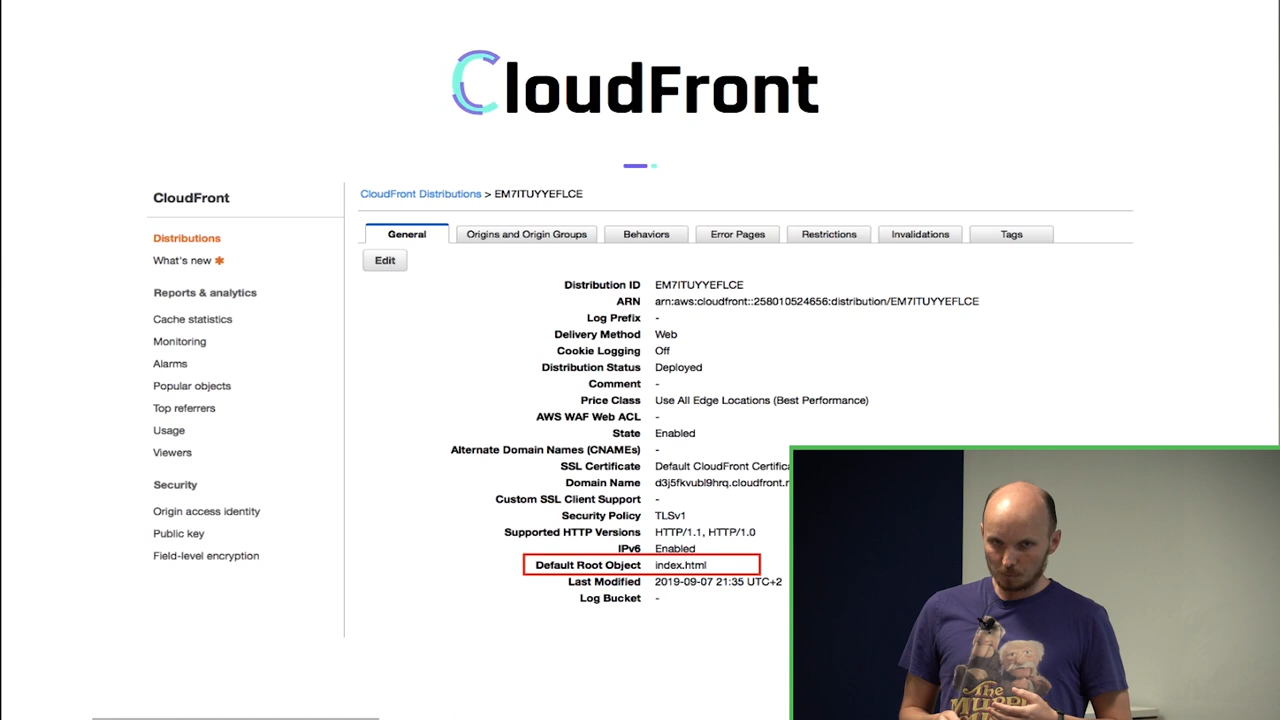 CloudFront
CloudFront
Distributions
What's new *
Reports & analytics
Cache statistics
Monitoring
Alarms
Popular objects
Top referrers
Usage
Viewers
Security
Origin access identity
Public key
Field-level encryption
CloudFront Distributions > EM7ITUYYEFLCE
General Origins and Origin Groups Behaviors Error Pages Restrictions Invalidations Tags
Edit
Distribution ID EM7ITUYYEFLCE
ARN arn:aws:cloudfront::258010524656:distribution/EM7ITUYYEFLCE
Log Prefix -
Delivery Method Web
Cookie Logging Off
Distribution Status Deployed
Comment -
Price Class Use All Edge Locations (Best Performance)
AWS WAF Web ACL -
State Enabled
Alternate Domain Names (CNAMEs) -
SSL Certificate Default CloudFront Certifica
Domain Name d3j5fkvubl9hrq.cloudfront.n
Custom SSL Client Support -
Security Policy TLSv1
Supported HTTP Versions HTTP/1.1, HTTP/1.0
IPv6 Enabled
Default Root Object index.html
Last Modified 2019-09-07 21:35 UTC+2
Log Bucket -
The